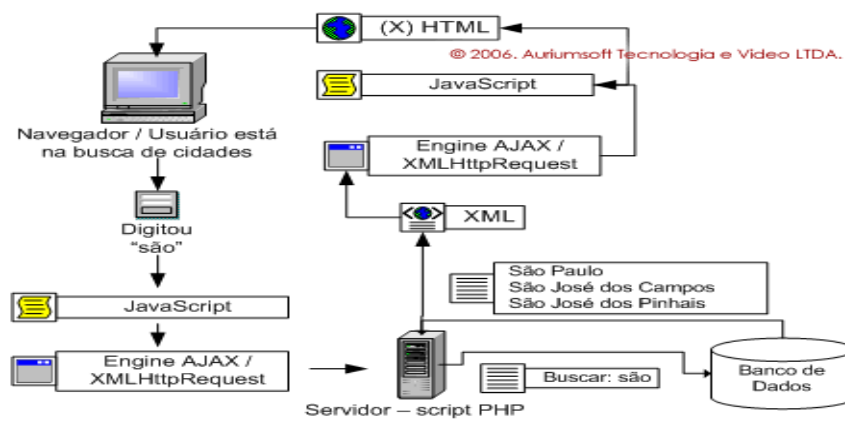 (X) HTML
© 2006. Auriumsoft Tecnologia e Video LTDA.
JavaScript
Navegador / Usuário está
na busca de cidades
Engine AJAX /
XMLHttpRequest
Digitou
“são”
XML
São Paulo
São José dos Campos
São José dos Pinhais
JavaScript
Engine AJAX /
XMLHttpRequest
Buscar: são
Banco de
Dados
Servidor – script PHP